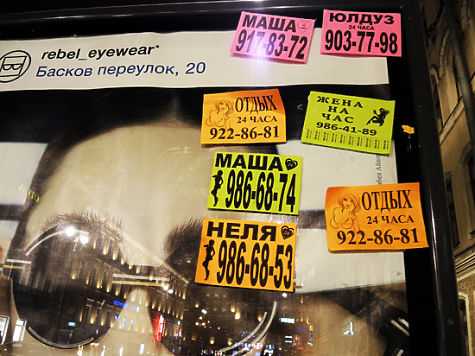 rebel_eyewear*
Басков переулок, 20
МАША
917-83-72
ЮЛДУЗ
24 ЧАСА
903-77-98
ОТДЫХ
24 ЧАСА
922-86-81
ЖЕНА
НА
ЧАС
986-41-89
МАША
986-68-74
ОТДЫХ
24 ЧАСА
922-86-81
НЕЛЯ
986-68-53